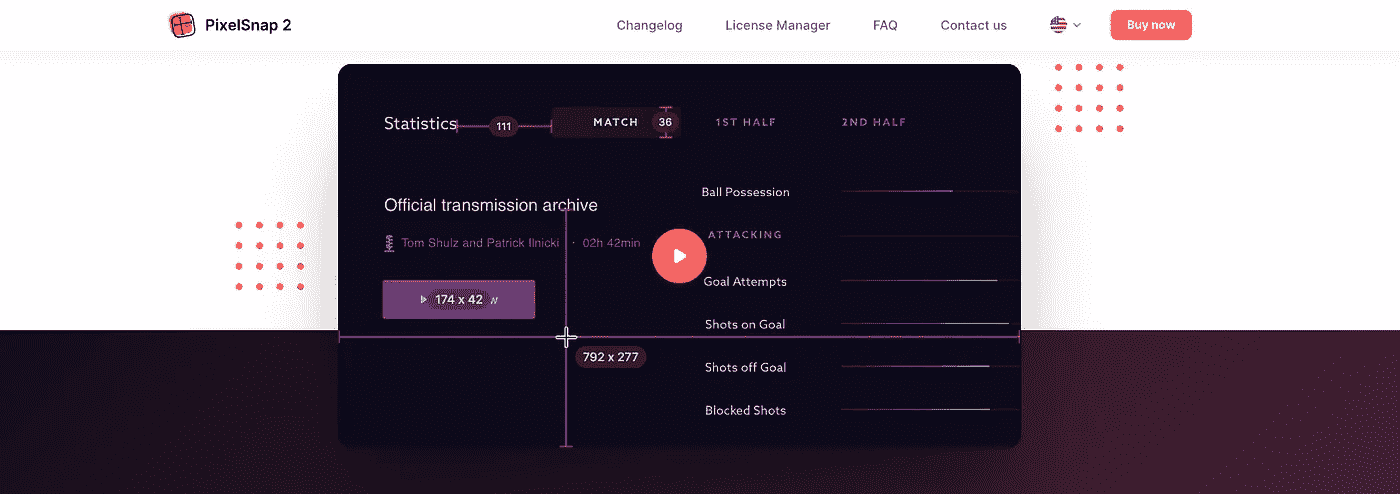 PixelSnap 2
Changelog
License Manager
FAQ
Contact us
Buy now
Statistics
111
MATCH
36
1ST HALF
2ND HALF
Ball Possession
Official transmission archive
ATTACKING
Tom Shulz and Patrick Ilnicki · 02h 42min
Goal Attempts
174 x 42
Shots on Goal
792 x 277
Shots off Goal
Blocked Shots